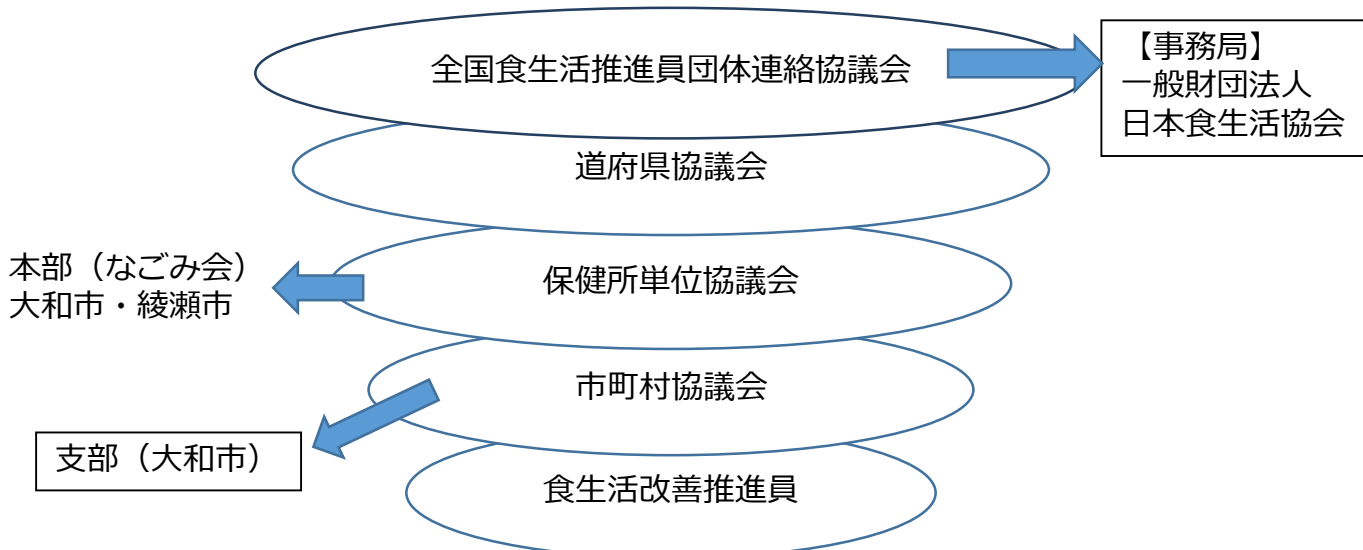 全国食生活推進員団体連絡協議会
【事務局】
一般財団法人
日本食生活協会
道府県協議会
本部（なごみ会）
大和市・綾瀬市
保健所単位協議会
市町村協議会
支部（大和市）
食生活改善推進員